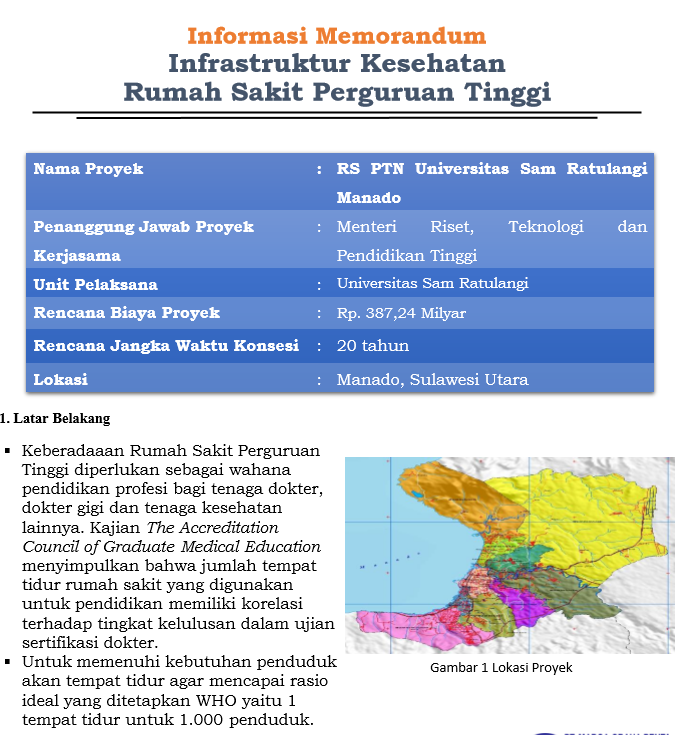 Informasi Memorandum
Infrastruktur Kesehatan
Rumah Sakit Perguruan Tinggi
Nama Proyek : RS PTN Universitas Sam Ratulangi
Manado
Penanggung Jawab Proyek : Menteri Riset, Teknologi dan
Kerjasama Pendidikan Tinggi
Unit Pelaksana : Universitas Sam Ratulangi
Rencana Biaya Proyek : Rp. 387,24 Milyar
Rencana Jangka Waktu Konsesi : 20 tahun
Lokasi : Manado, Sulawesi Utara
1. Latar Belakang
▪ Keberadaaan Rumah Sakit Perguruan
Tinggi diperlukan sebagai wahana
pendidikan profesi bagi tenaga dokter,
dokter gigi dan tenaga kesehatan
lainnya. Kajian The Accreditation
Council of Graduate Medical Education
menyimpulkan bahwa jumlah tempat
tidur rumah sakit yang digunakan
untuk pendidikan memiliki korelasi
terhadap tingkat kelulusan dalam ujian
sertifikasi dokter.
▪ Untuk memenuhi kebutuhan penduduk
akan tempat tidur agar mencapai rasio
ideal yang ditetapkan WHO yaitu 1
tempat tidur untuk 1.000 penduduk.
Gambar 1 Lokasi Proyek